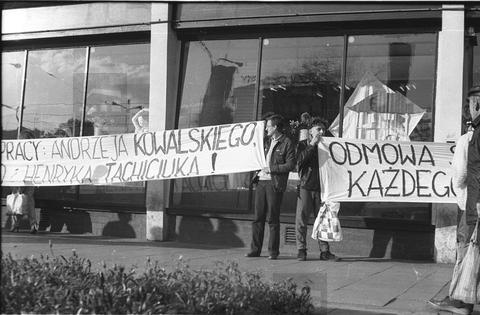 PRACY: ANDRZEJA KOWALSKIEGO,
: HENRYKA TACHICIUKA !
ODMOWA
KAŻDEG